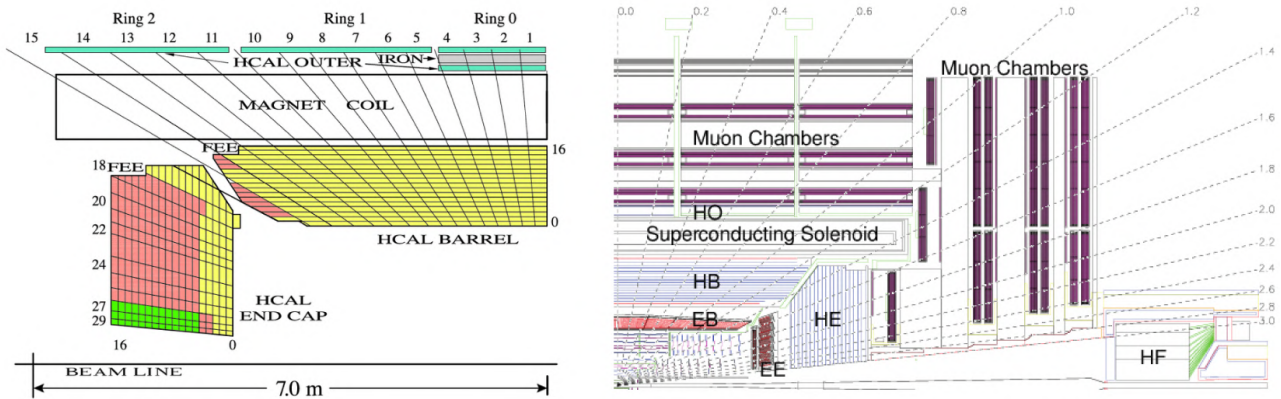 Ring 2 Ring 1 Ring 0
15 14 13 12 11 10 9 8 7 6 5 4 3 2 1
HCAL OUTER IRON
MAGNET COIL
FEE 16
18 FEE
20
22 0
HCAL BARREL
24
27 HCAL
29 END CAP
16 0
BEAM LINE
7.0 m
0.0 0.2 0.4 0.6 0.8 1.0 1.2
1.4
Muon Chambers
1.6
Muon Chambers
1.8
HO 2.0
Superconducting Solenoid
2.2
2.4
HB
2.6
2.8
EB HE 3.0
HF
EE